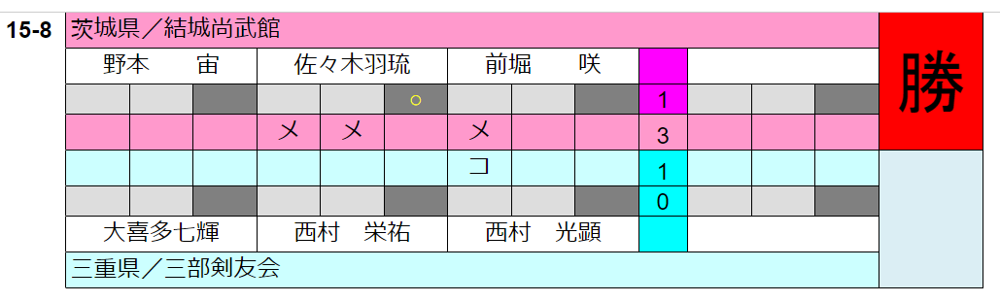 15-8
茨城県／結城尚武館
勝
野本　宙 佐々木羽琉 前堀　咲
○ 1
メ メ メ 3
コ 1
0
大喜多七輝 西村　栄祐 西村　光顕
三重県／三部剣友会